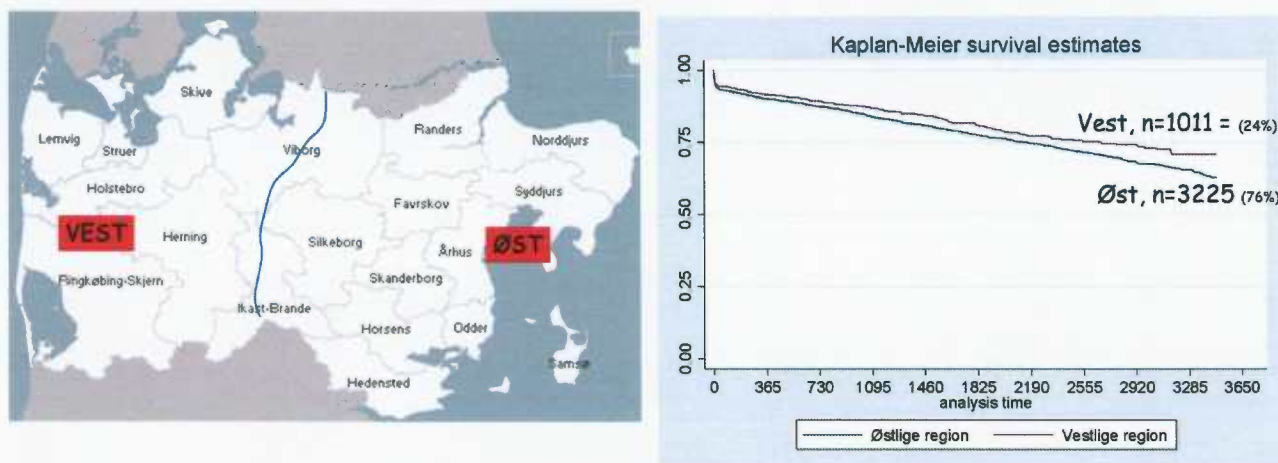 Skive
Lemvig
Struer
Viborg
Randers
Norddjurs
Holstebro
Favrskov
Syddjurs
VEST
Herning
Silkeborg
Århus
ØST
Ringkøbing-Skjern
Skanderborg
Ikast-Brande
Horsens
Odder
Samsø
Hedensted
Kaplan-Meier survival estimates
1.00
0.75
0.50
0.25
0.00
Vest, n=1011 = (24%)
Øst, n=3225 (76%)
0 365 730 1095 1460 1825 2190 2555 2920 3285 3650
analysis time
Østlige region Vestlige region